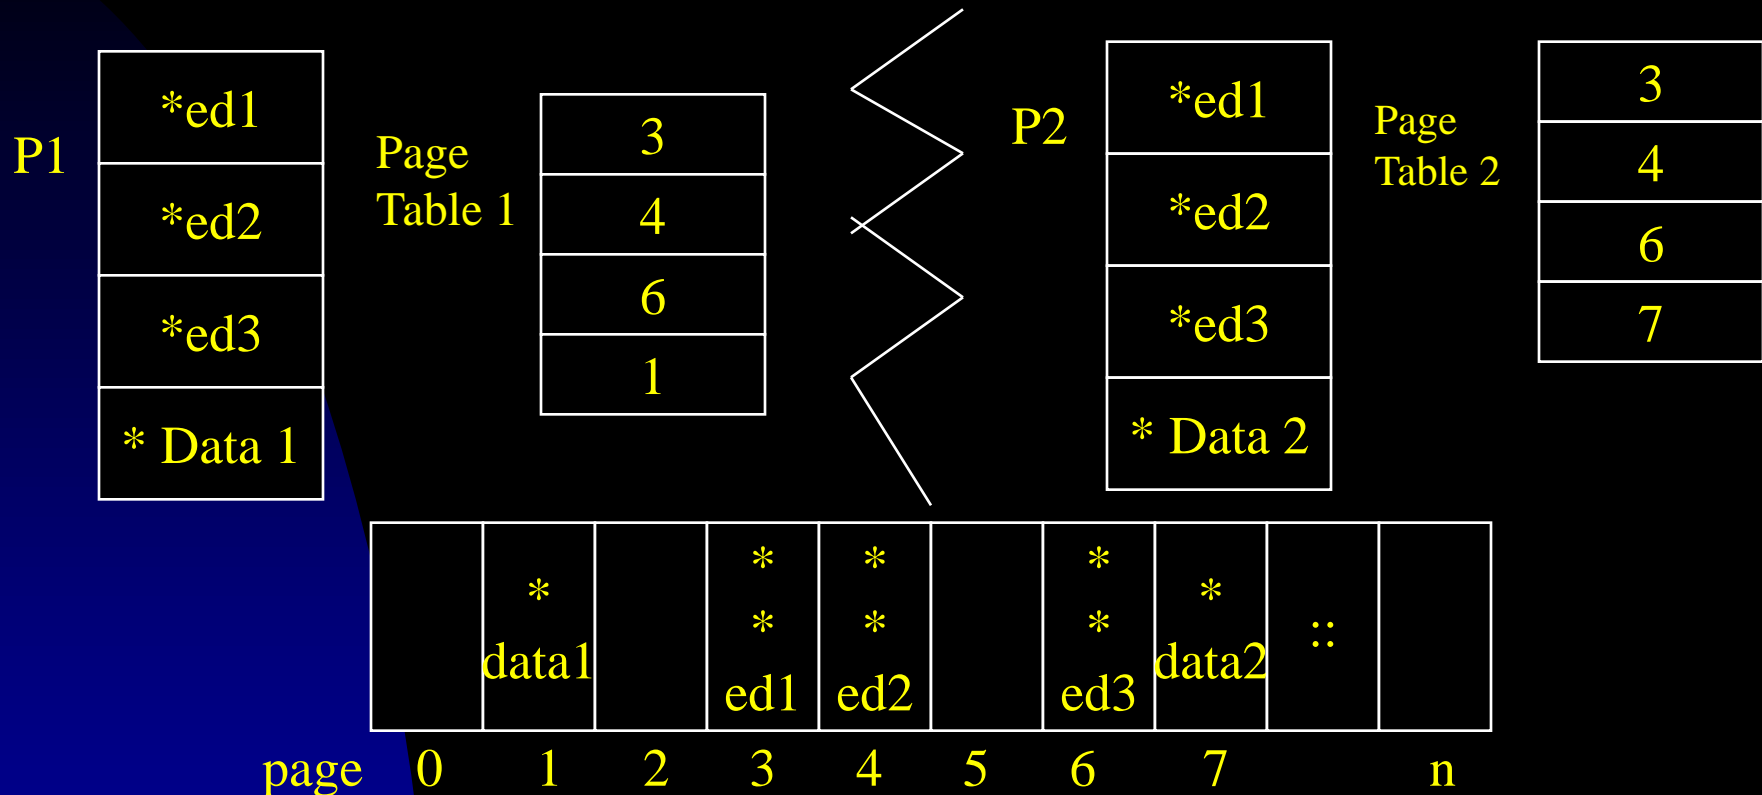 P1
*ed1
*ed2
*ed3
* Data 1
Page
Table 1
3
4
6
1
P2
*ed1
*ed2
*ed3
* Data 2
Page
Table 2
3
4
6
7
*
data1
*
*
ed1
*
*
ed2
*
*
ed3
*
data2
::
page 0 1 2 3 4 5 6 7 n